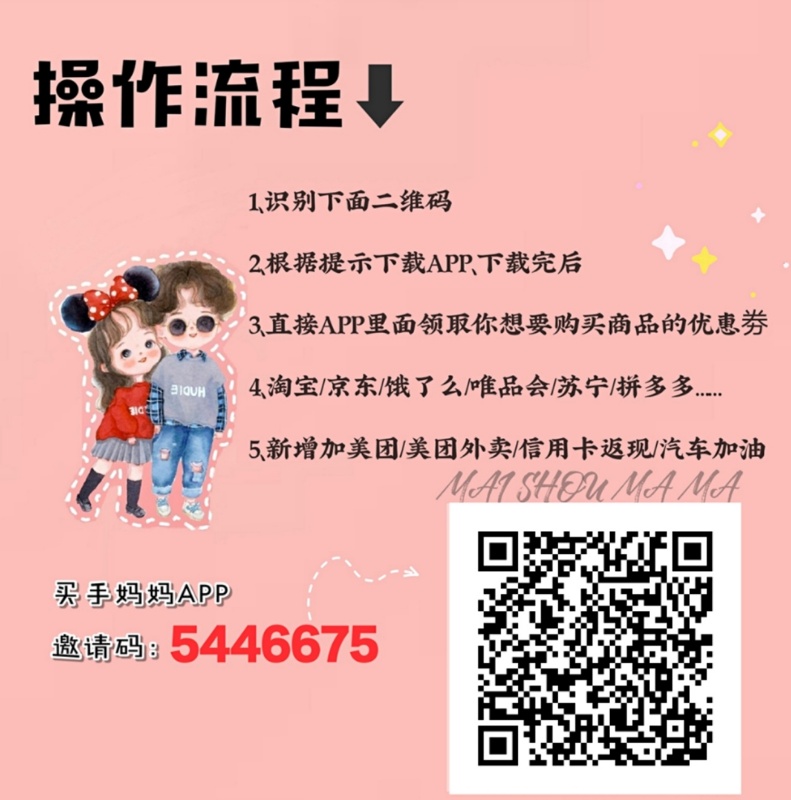 操作流程
1、识别下面二维码
2、根据提示下载APP、下载完后
3、直接APP里面领取你想要购买商品的优惠券
4、淘宝/京东/饿了么/唯品会/苏宁/拼多多......
5、新增加美团/美团外卖/信用卡返现/汽车加油
MAI SHOU MA MA
BIQUH
买手妈妈APP
邀请码：5446675